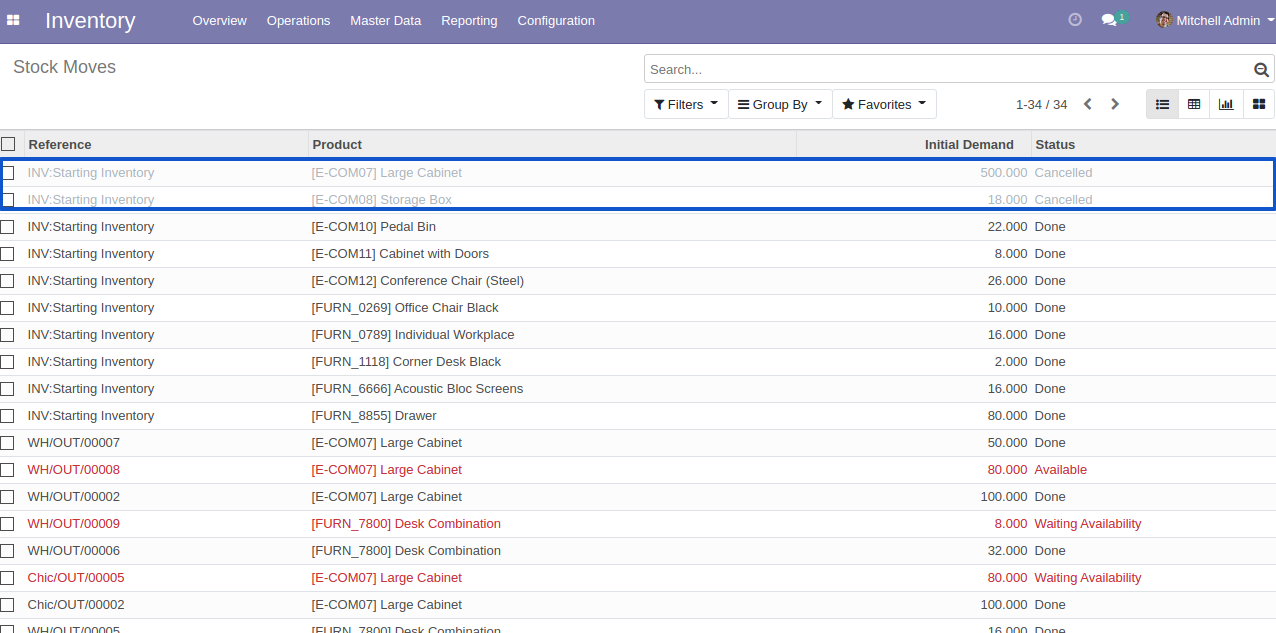 Inventory Overview Operations Master Data Reporting Configuration 1 Mitchell Admin
Stock Moves
Search...
Filters Group By Favorites 1-34 / 34
Reference Product Initial Demand Status
INV:Starting Inventory [E-COM07] Large Cabinet 500.000 Cancelled
INV:Starting Inventory [E-COM08] Storage Box 18.000 Cancelled
INV:Starting Inventory [E-COM10] Pedal Bin 22.000 Done
INV:Starting Inventory [E-COM11] Cabinet with Doors 8.000 Done
INV:Starting Inventory [E-COM12] Conference Chair (Steel) 26.000 Done
INV:Starting Inventory [FURN_0269] Office Chair Black 10.000 Done
INV:Starting Inventory [FURN_0789] Individual Workplace 16.000 Done
INV:Starting Inventory [FURN_1118] Corner Desk Black 2.000 Done
INV:Starting Inventory [FURN_6666] Acoustic Bloc Screens 16.000 Done
INV:Starting Inventory [FURN_8855] Drawer 80.000 Done
WH/OUT/00007 [E-COM07] Large Cabinet 50.000 Done
WH/OUT/00008 [E-COM07] Large Cabinet 80.000 Available
WH/OUT/00002 [E-COM07] Large Cabinet 100.000 Done
WH/OUT/00009 [FURN_7800] Desk Combination 8.000 Waiting Availability
WH/OUT/00006 [FURN_7800] Desk Combination 32.000 Done
Chic/OUT/00005 [E-COM07] Large Cabinet 80.000 Waiting Availability
Chic/OUT/00002 [E-COM07] Large Cabinet 100.000 Done
WH/OUT/00005 [FURN_7800] Desk Combination 16.000 Done